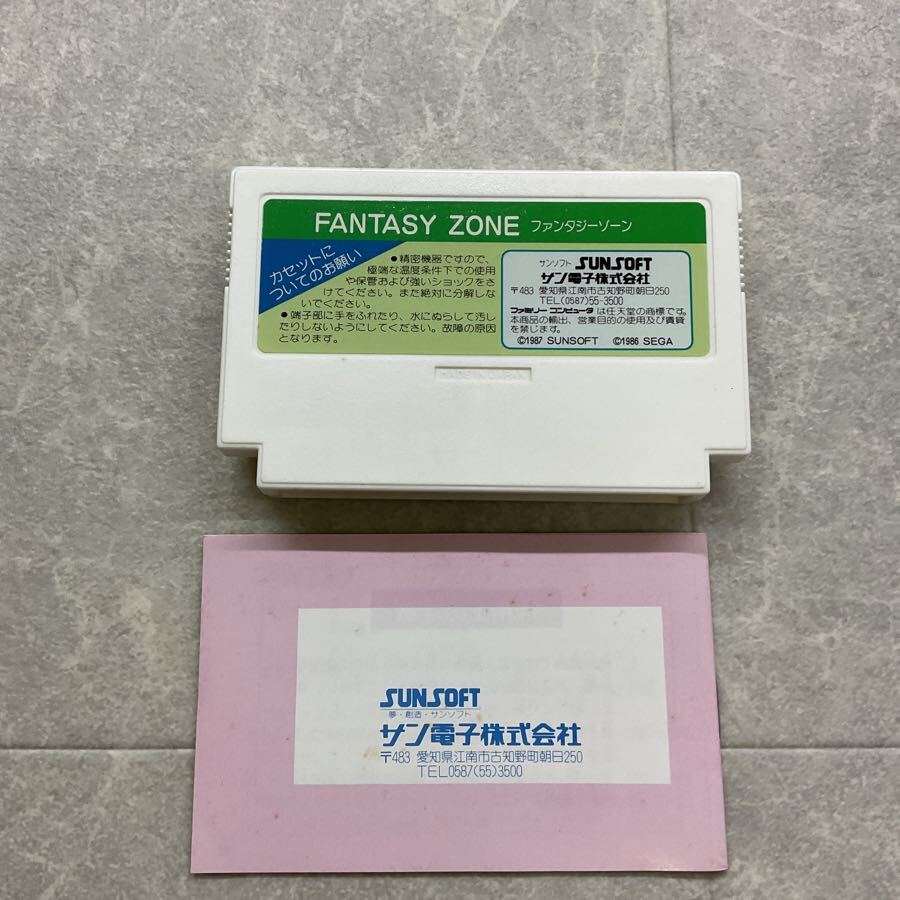 FANTASY ZONE ファンタジーゾーン
カセットに
ついてのお願い
●精密機器ですので、
極端な温度条件下での使用
や保管および強いショックをさ
けてください。また絶対に分解しな
いでください。
●端子部に手をふれたり、水にぬらして汚し
たりしないようにしてください。故障の原因
となります。
サンソフト SUNSOFT
サン電子株式会社
〒483 愛知県江南市古知野町朝日250
TEL(0587)55-3500
ファミリーコンピュータは任天堂の商標です。
本商品の輸出、営業目的の使用及び賃貸
を禁じます。
©1987 SUNSOFT ©1986 SEGA
MADE IN JAPAN
SUNSOFT
夢・創造・サンソフト
サン電子株式会社
〒483 愛知県江南市古知野町朝日250
TEL0587(55)3500